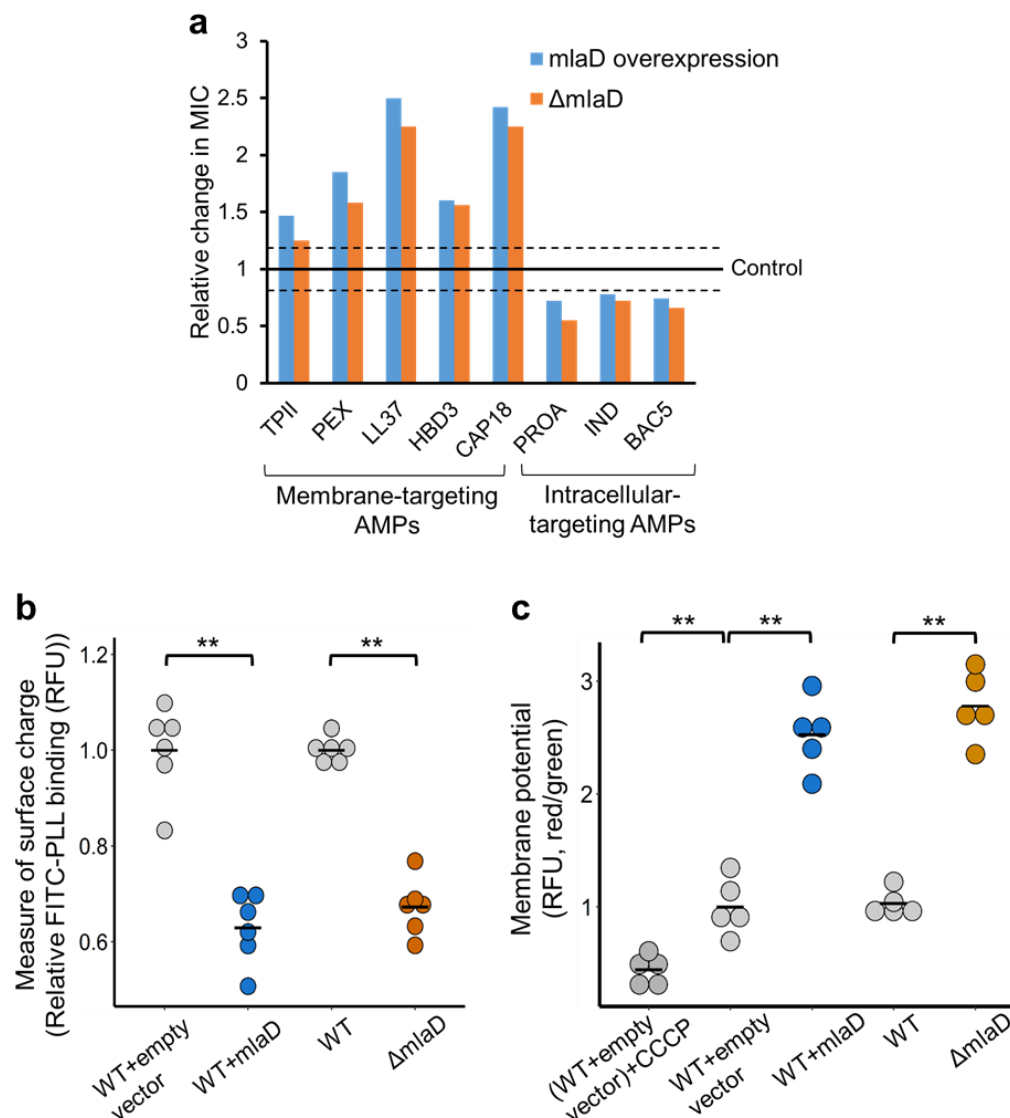 a
3
2.5
2
1.5
1
0.5
0
Relative change in MIC
mlaD overexpression
ΔmlaD
Control
TPII
PEX
LL37
HBD3
CAP18
PROA
IND
BAC5
Membrane-targeting
AMPs
Intracellular-
targeting AMPs
b
Measure of surface charge
(Relative FITC-PLL binding (RFU))
1.2
1.0
0.8
0.6
**
**
WT+empty
vector
WT+mlaD
WT
ΔmlaD
c
Membrane potential
(RFU, red/green)
3
2
1
**
**
**
(WT+empty
vector)+CCCP
WT+empty
vector
WT+mlaD
WT
ΔmlaD